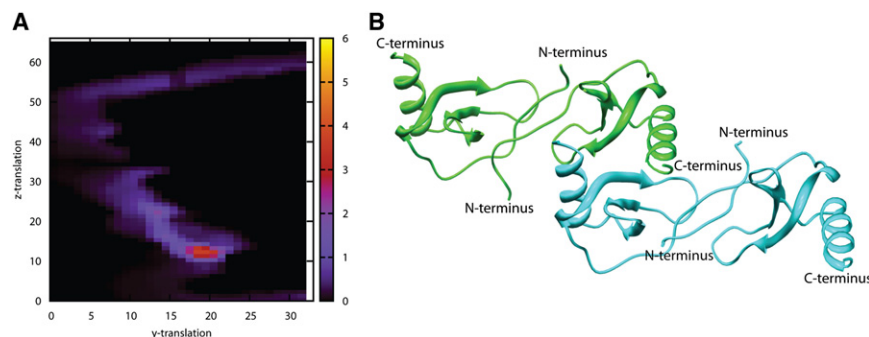 A
60
50
40
30
20
10
0
z-translation
0 5 10 15 20 25 30
y-translation
6
5
4
3
2
1
0
B
C-terminus
N-terminus
N-terminus
C-terminus
N-terminus
N-terminus
C-terminus